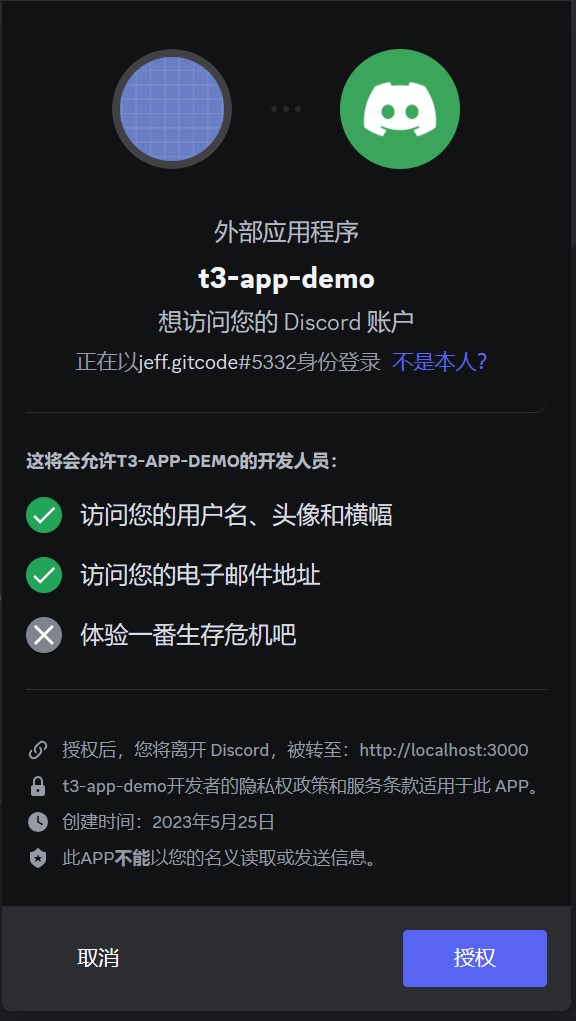 外部应用程序
t3-app-demo
想访问您的 Discord 账户
正在以jeff.gitcode#5332身份登录 不是本人？
这将会允许T3-APP-DEMO的开发人员：
访问您的用户名、头像和横幅
访问您的电子邮件地址
体验一番生存危机吧
授权后，您将离开 Discord，被转至：http://localhost:3000
t3-app-demo开发者的隐私权政策和服务条款适用于此 APP。
创建时间：2023年5月25日
此APP不能以您的名义读取或发送信息。
取消
授权